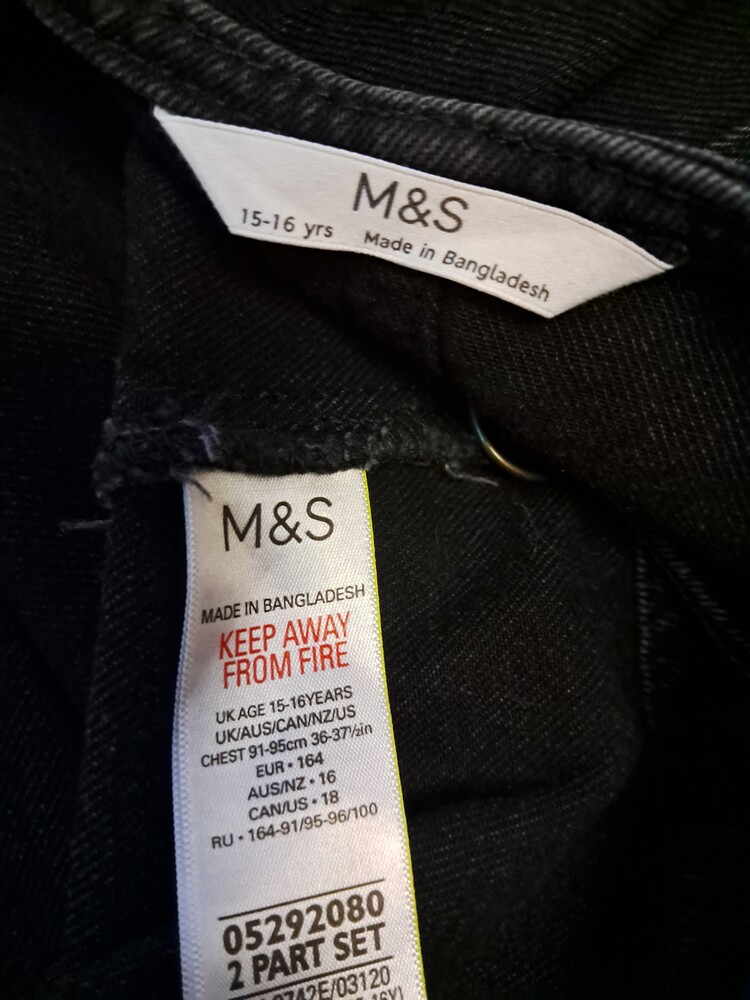 M&S
15-16 yrs Made in Bangladesh
M&S
MADE IN BANGLADESH
KEEP AWAY
FROM FIRE
UK AGE 15-16YEARS
UK/AUS/CAN/NZ/US
CHEST 91-95cm 36-37½in
EUR • 164
AUS/NZ • 16
CAN/US • 18
RU • 164-91/95-96/100
05292080
2 PART SET